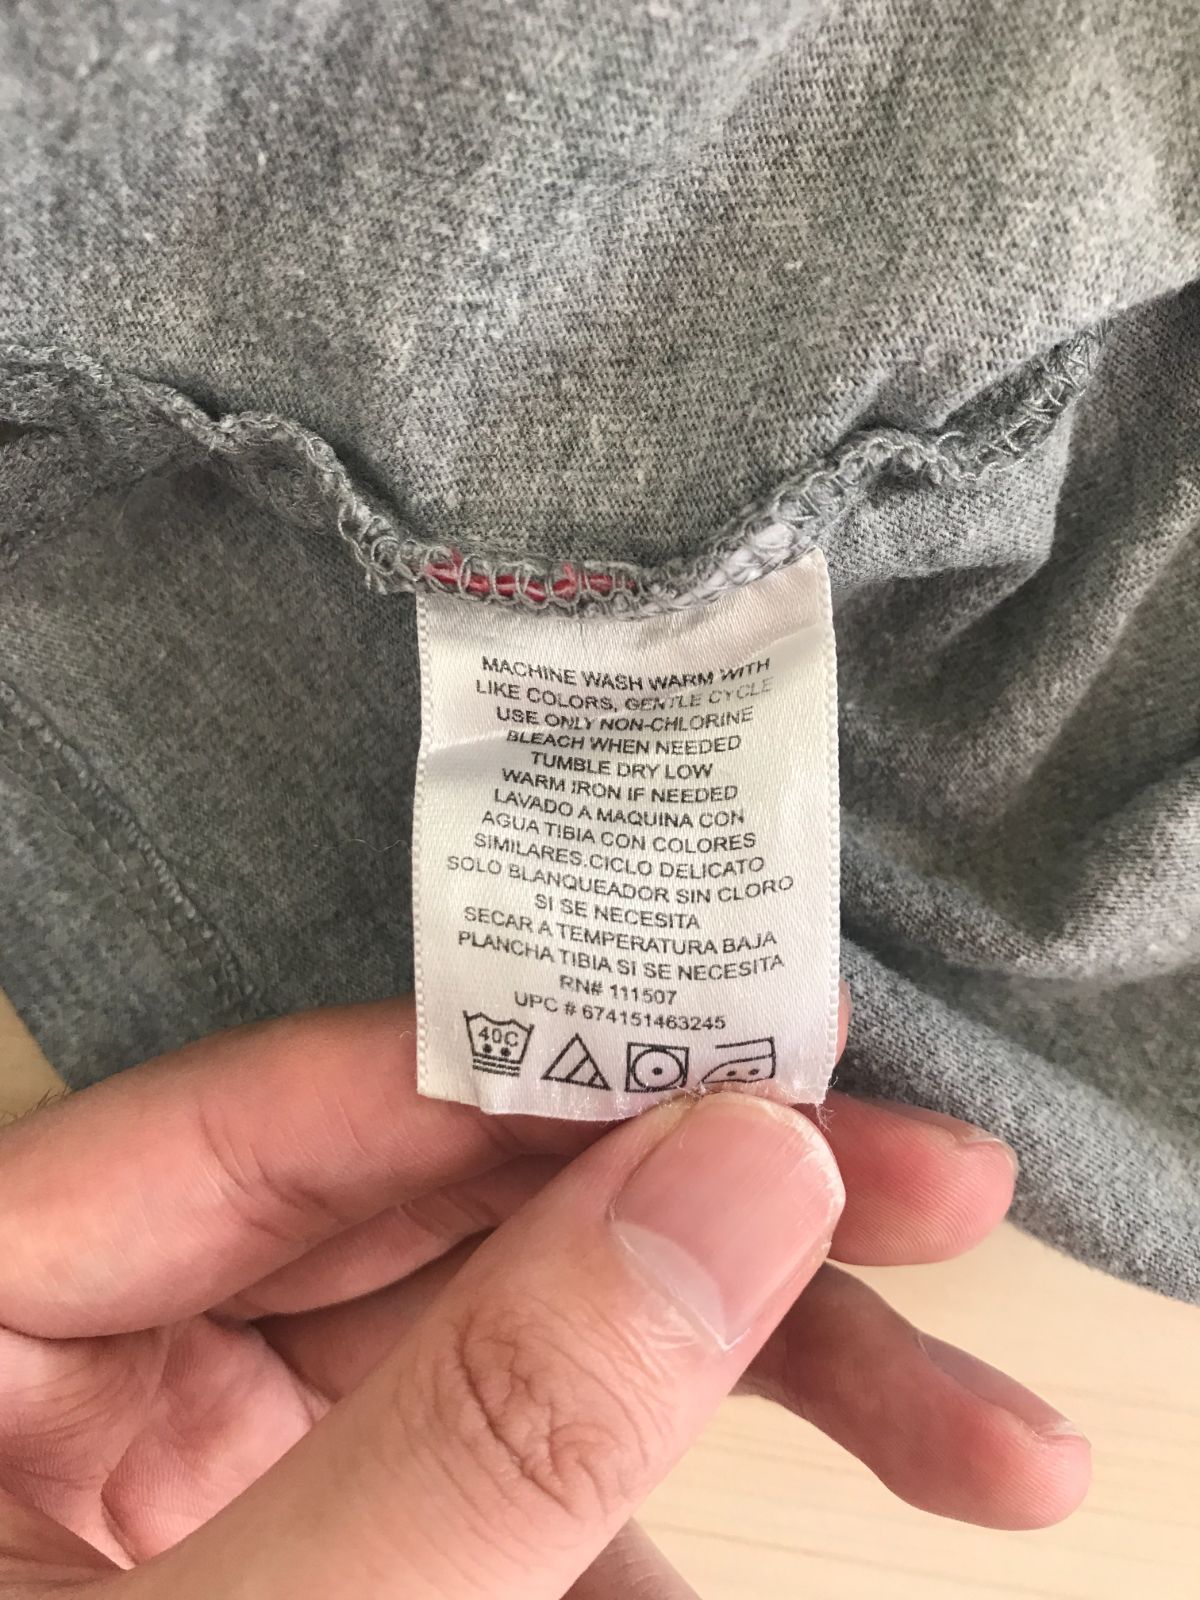 MACHINE WASH WARM WITH
LIKE COLORS, GENTLE CYCLE
USE ONLY NON-CHLORINE
BLEACH WHEN NEEDED
TUMBLE DRY LOW
WARM IRON IF NEEDED
LAVADO A MAQUINA CON
AGUA TIBIA CON COLORES
SIMILARES.CICLO DELICATO
SOLO BLANQUEADOR SIN CLORO
SI SE NECESITA
SECAR A TEMPERATURA BAJA
PLANCHA TIBIA SI SE NECESITA
RN# 111507
UPC # 674151463245
40C